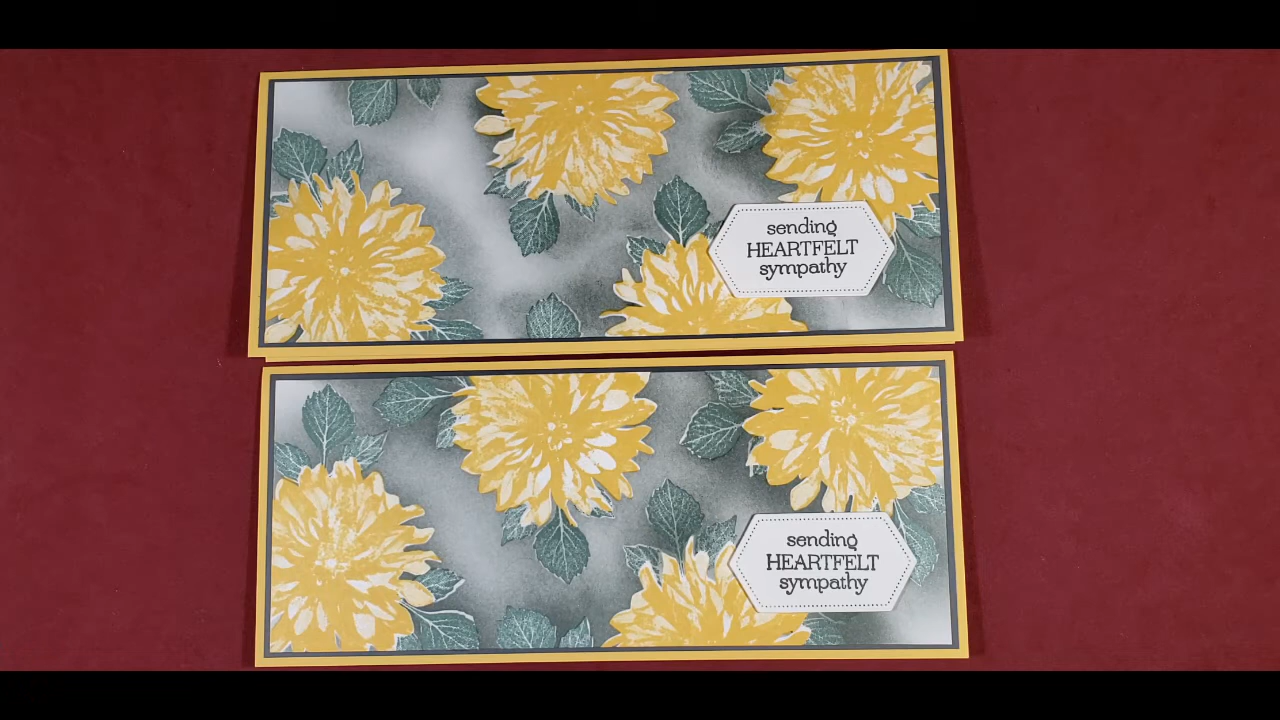 sending
HEARTFELT
sympathy
sending
HEARTFELT
sympathy